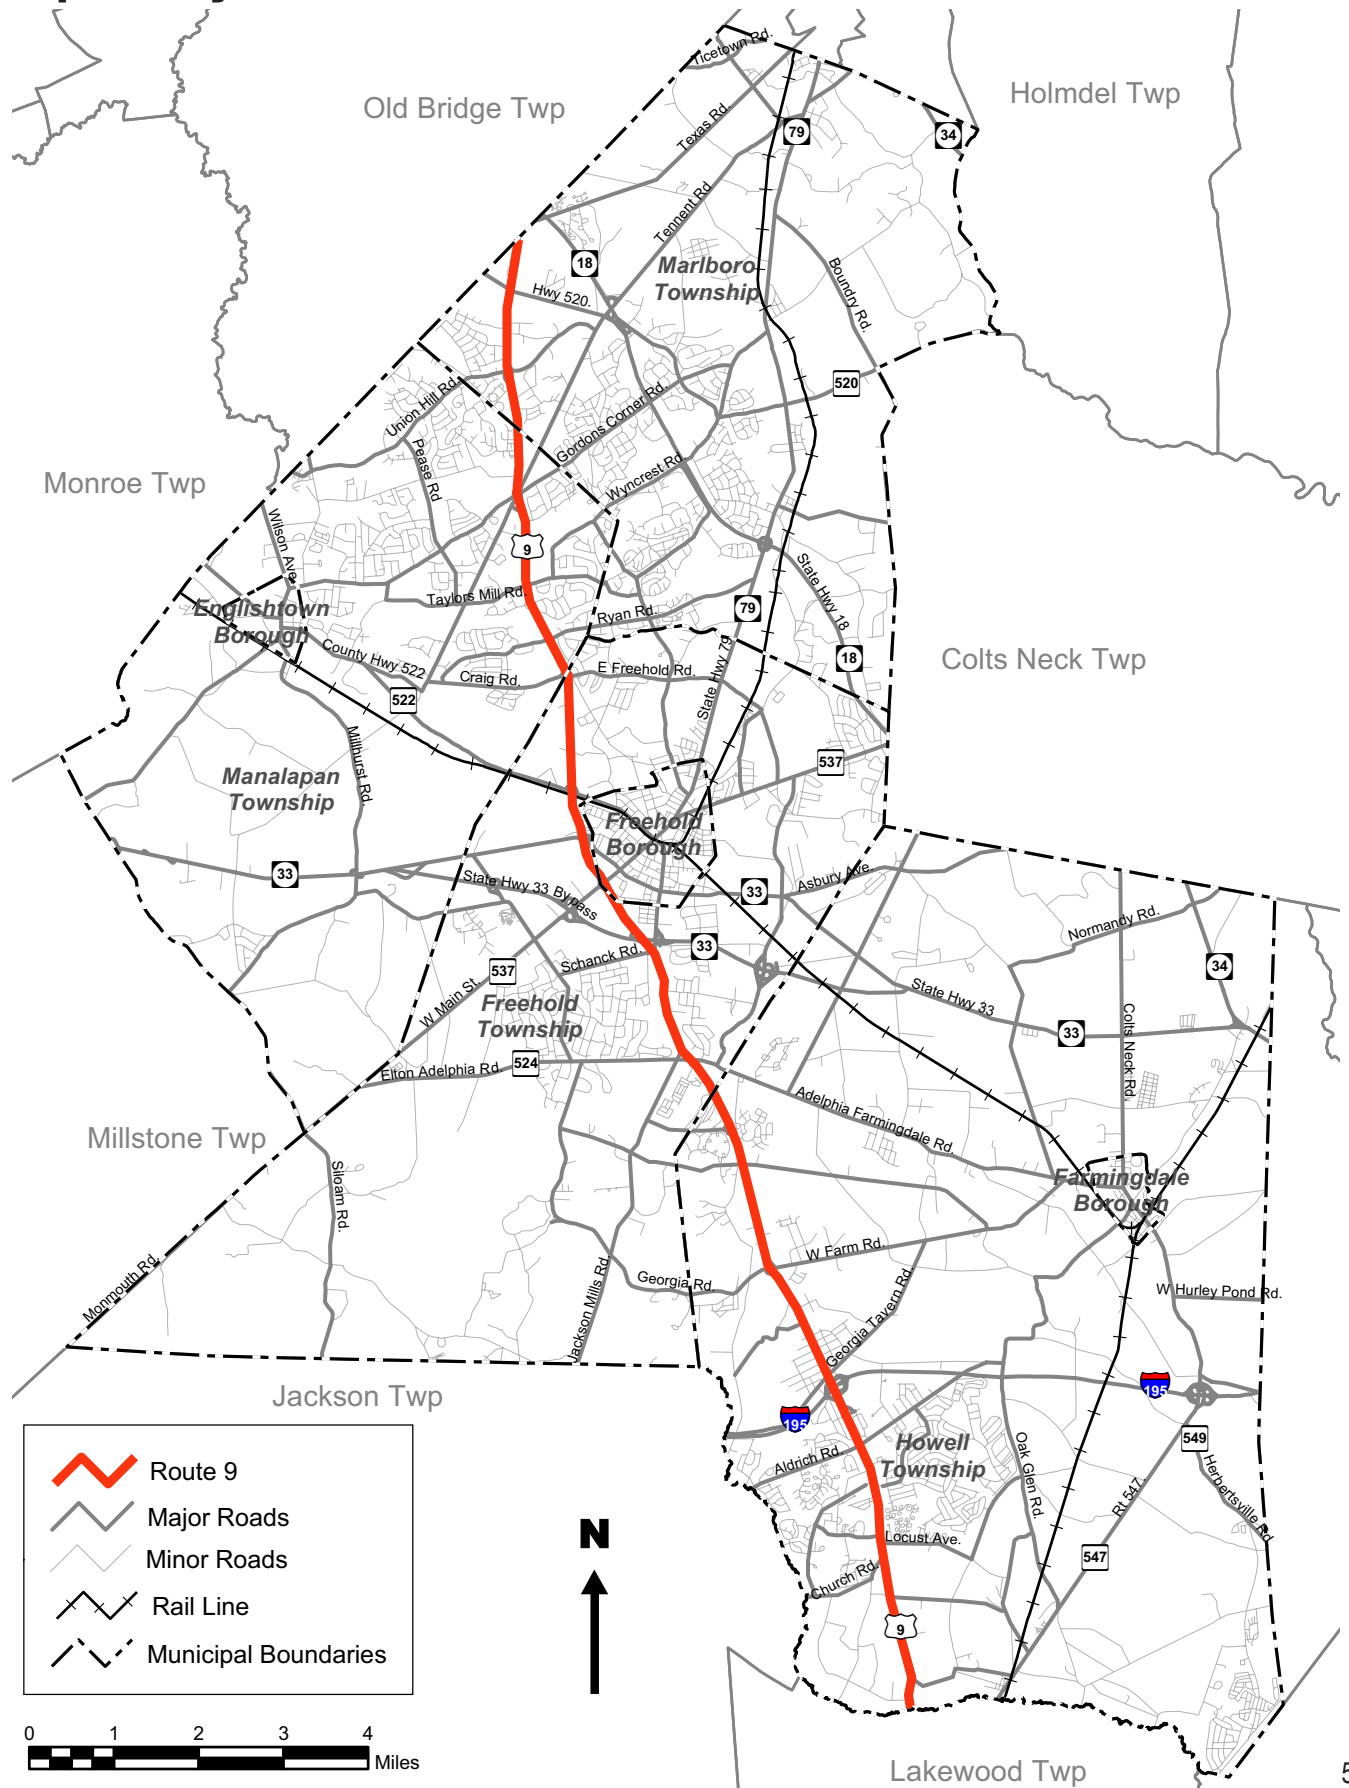 Ticetown Rd.
Old Bridge Twp
Holmdel Twp
Texas Rd.
79
34
Tennent Rd
18
Marlboro
Township
Boundry Rd.
Hwy 520.
520
Union Hill Rd.
Gordons Corner Rd.
Pease Rd
Wyncrest Rd.
Monroe Twp
Wilson Ave
9
State Hwy 18
Taylors Mill Rd.
Englishtown
Borough
Ryan Rd.
79
County Hwy 522
18
Colts Neck Twp
Craig Rd.
E Freehold Rd.
State Hwy 79
522
Millhurst Rd.
537
Manalapan
Township
Freehold
Borough
33
State Hwy 33 Bypass
33
Asbury Ave.
Normandy Rd.
33
Schanck Rd.
537
34
W Main St.
Freehold
Township
State Hwy 33
33
Colts Neck Rd.
524
Elton Adelphia Rd.
Adelphia Farmingdale Rd.
Millstone Twp
Siloam Rd.
Farmingdale
Borough
W Farm Rd.
Monmouth Rd.
Georgia Rd.
Jackson Mills Rd.
Georgia Tavern Rd.
W Hurley Pond Rd.
195
Jackson Twp
195
549
Howell
Township
Aldrich Rd.
Oak Glen Rd.
Herbertsville Rd
Rt 547.
Locust Ave.
547
Church Rd.
9
Route 9
Major Roads
Minor Roads
Rail Line
Municipal Boundaries
N
0 1 2 3 4
Miles
Lakewood Twp
5